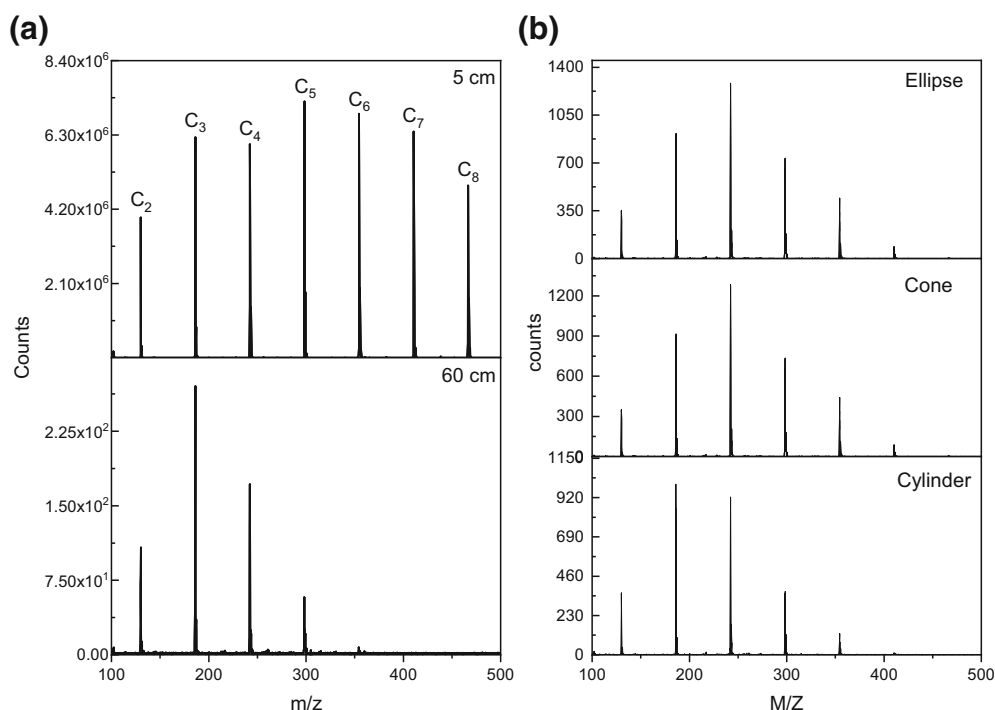 (a)
8.40x10⁶
6.30x10⁶
4.20x10⁶
2.10x10⁶
5 cm
C₂
C₃
C₄
C₅
C₆
C₇
C₈
Counts
60 cm
2.25x10²
1.50x10²
7.50x10¹
0.00
100
200
300
400
500
m/z
(b)
1400
1050
700
350
0
Ellipse
1200
900
600
300
0
Cone
counts
1150
920
690
460
230
0
Cylinder
100
200
300
400
500
M/Z